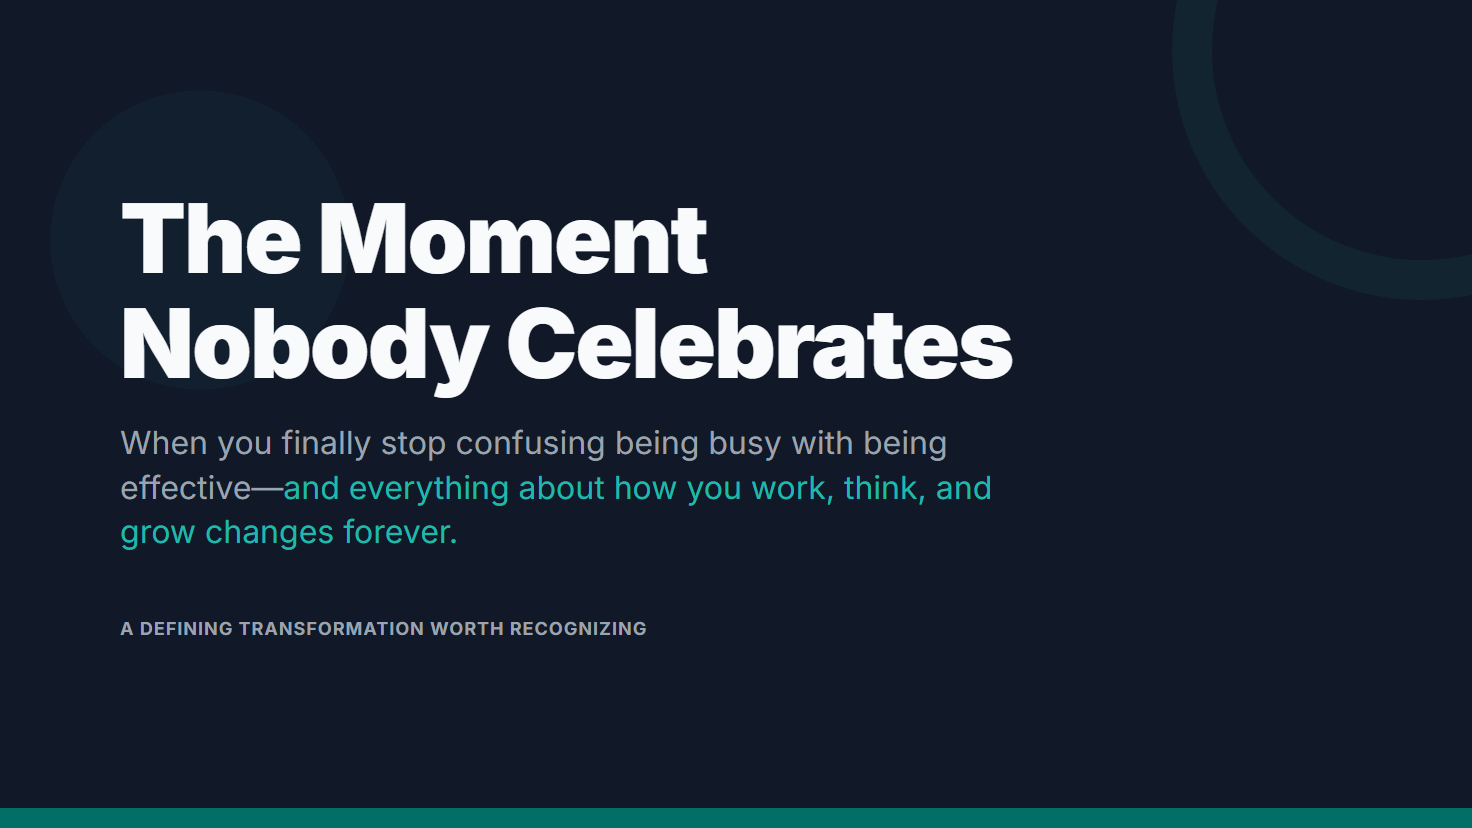 The Moment
Nobody Celebrates
When you finally stop confusing being busy with being
effective—and everything about how you work, think, and
grow changes forever.
A DEFINING TRANSFORMATION WORTH RECOGNIZING